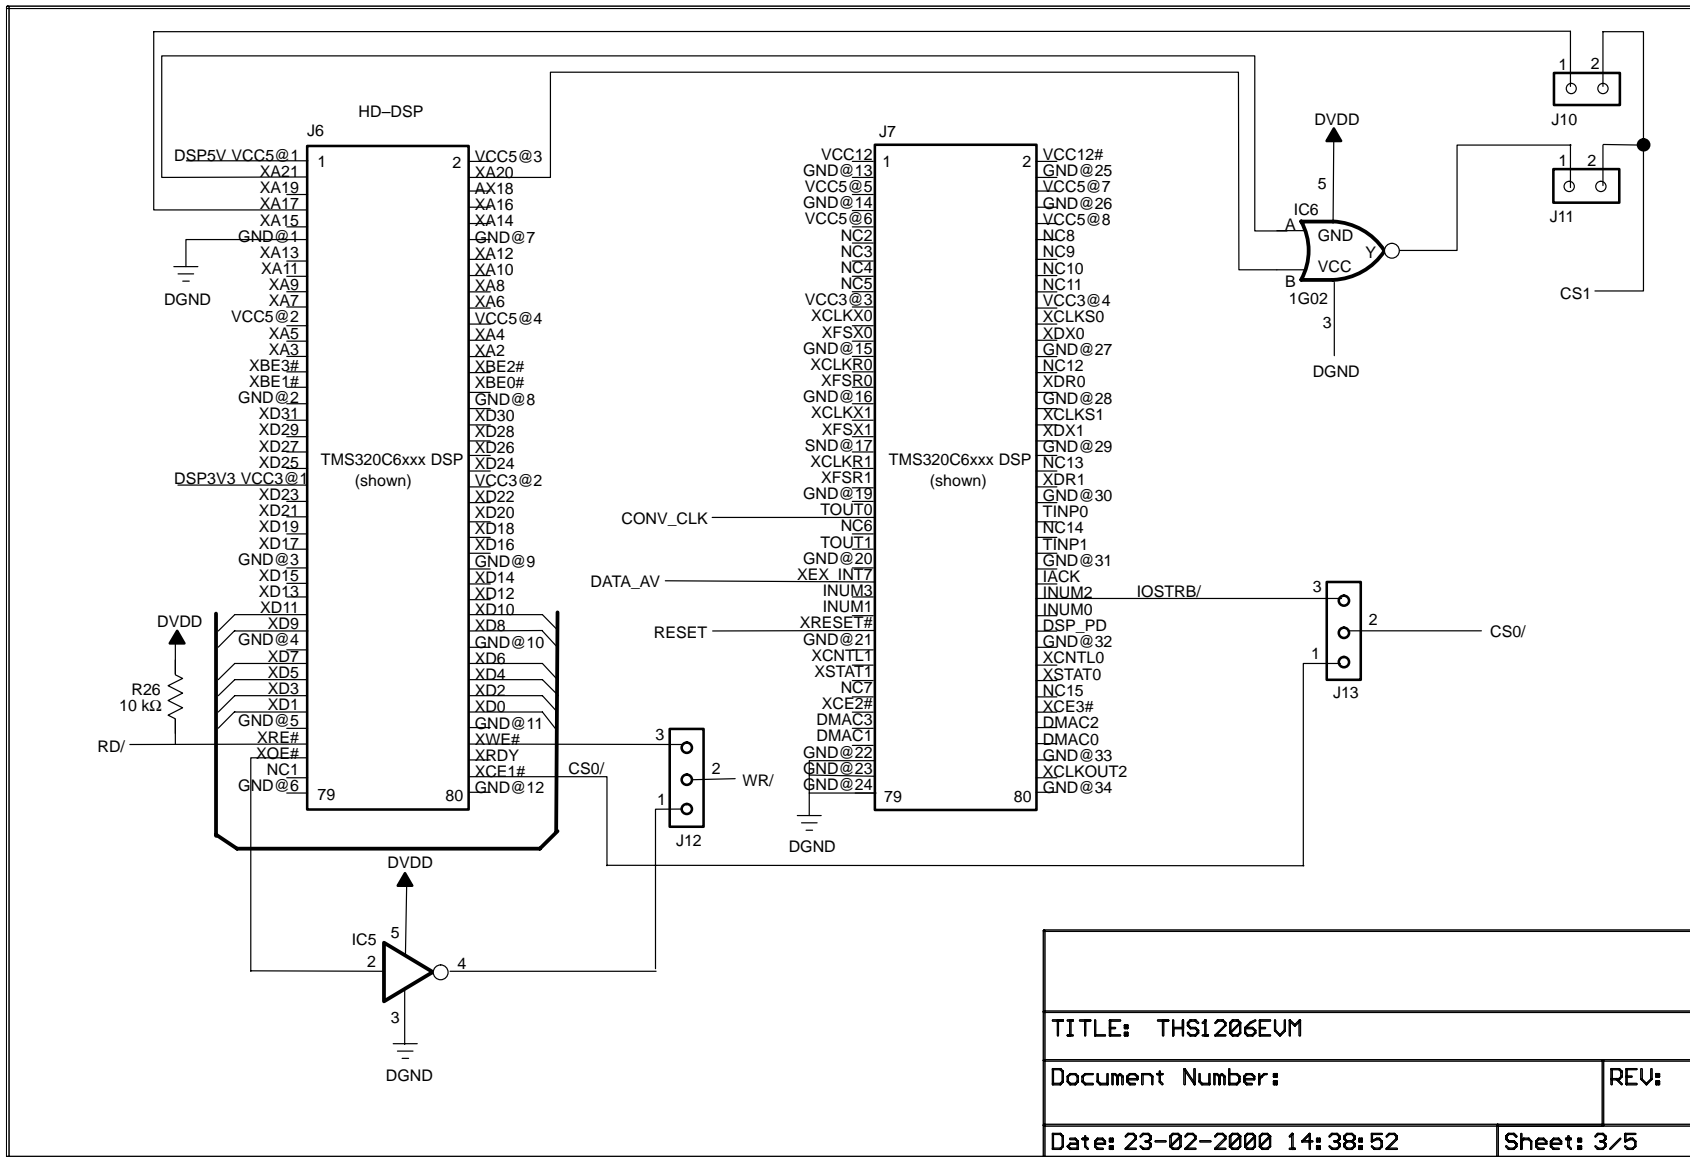 HD–DSP
J6
1
2
DSP5V VCC5@1
XA21
XA19
XA17
XA15
GND@1
XA13
XA11
XA9
XA7
VCC5@2
XA5
XA3
XBE3#
XBE1#
GND@2
XD31
XD29
XD27
XD25
DSP3V3 VCC3@1
XD23
XD21
XD19
XD17
GND@3
XD15
XD13
XD11
XD9
GND@4
XD7
XD5
XD3
XD1
GND@5
XRE#
XOE#
NC1
GND@6
TMS320C6xxx DSP
(shown)
79
80
VCC5@3
XA20
AX18
XA16
XA14
GND@7
XA12
XA10
XA8
XA6
VCC5@4
XA4
XA2
XBE2#
XBE0#
GND@8
XD30
XD28
XD26
XD24
VCC3@2
XD22
XD20
XD18
XD16
GND@9
XD14
XD12
XD10
XD8
GND@10
XD6
XD4
XD2
XD0
GND@11
XWE#
XRDY
XCE1#
GND@12
CS0/
DGND
DVDD
R26
10 kΩ
RD/
DVDD
IC5
5
2
4
3
DGND
3
2
1
WR/
J12
J7
1
2
VCC12
GND@13
VCC5@5
GND@14
VCC5@6
NC2
NC3
NC4
NC5
VCC3@3
XCLKX0
XFSX0
GND@15
XCLKR0
XFSR0
GND@16
XCLKX1
XFSX1
SND@17
XCLKR1
XFSR1
GND@19
TOUT0
NC6
TOUT1
GND@20
XEX_INT7
INUM3
INUM1
XRESET#
GND@21
XCNTL1
XSTAT1
NC7
XCE2#
DMAC3
DMAC1
GND@22
GND@23
GND@24
CONV_CLK
DATA_AV
RESET
DGND
TMS320C6xxx DSP
(shown)
79
80
VCC12#
GND@25
VCC5@7
GND@26
VCC5@8
NC8
NC9
NC10
NC11
VCC3@4
XCLKS0
XDX0
GND@27
NC12
XDR0
GND@28
XCLKS1
XDX1
GND@29
NC13
XDR1
GND@30
TINP0
NC14
TINP1
GND@31
IACK
INUM2
INUM0
DSP_PD
GND@32
XCNTL0
XSTAT0
NC15
XCE3#
DMAC2
DMAC0
GND@33
XCLKOUT2
GND@34
IOSTRB/
3
2
1
CS0/
J13
DVDD
5
IC6
A
GND
Y
VCC
B
1G02
3
DGND
1 2
J10
1 2
J11
CS1
TITLE: THS1206EVM
Document Number:
REV:
Date: 23-02-2000 14:38:52
Sheet: 3/5